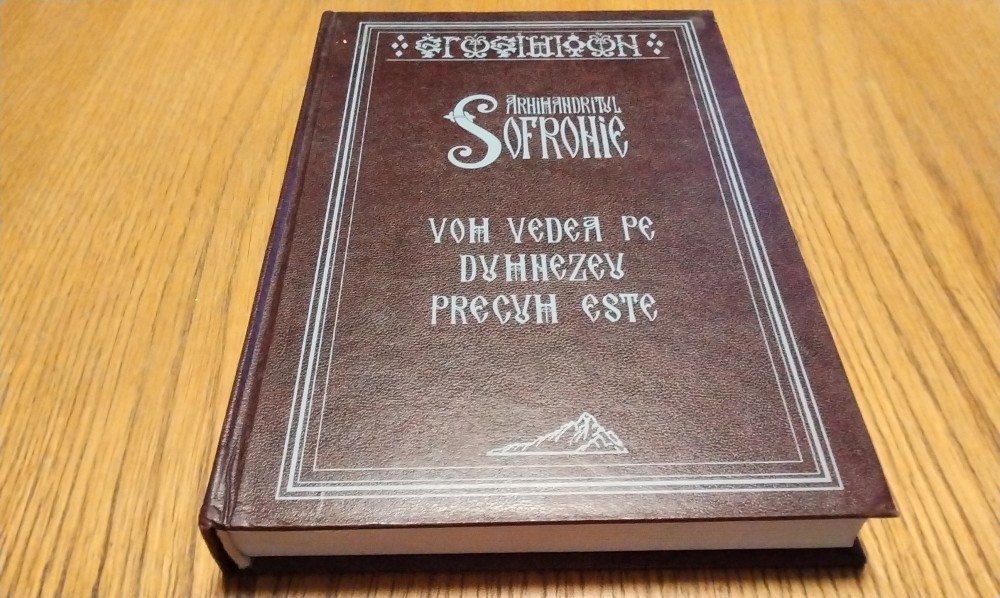 ARHIMANDRITUL
SOFRONIE
VOM VEDEA PE
DUMNEZEU
PRECUM ESTE